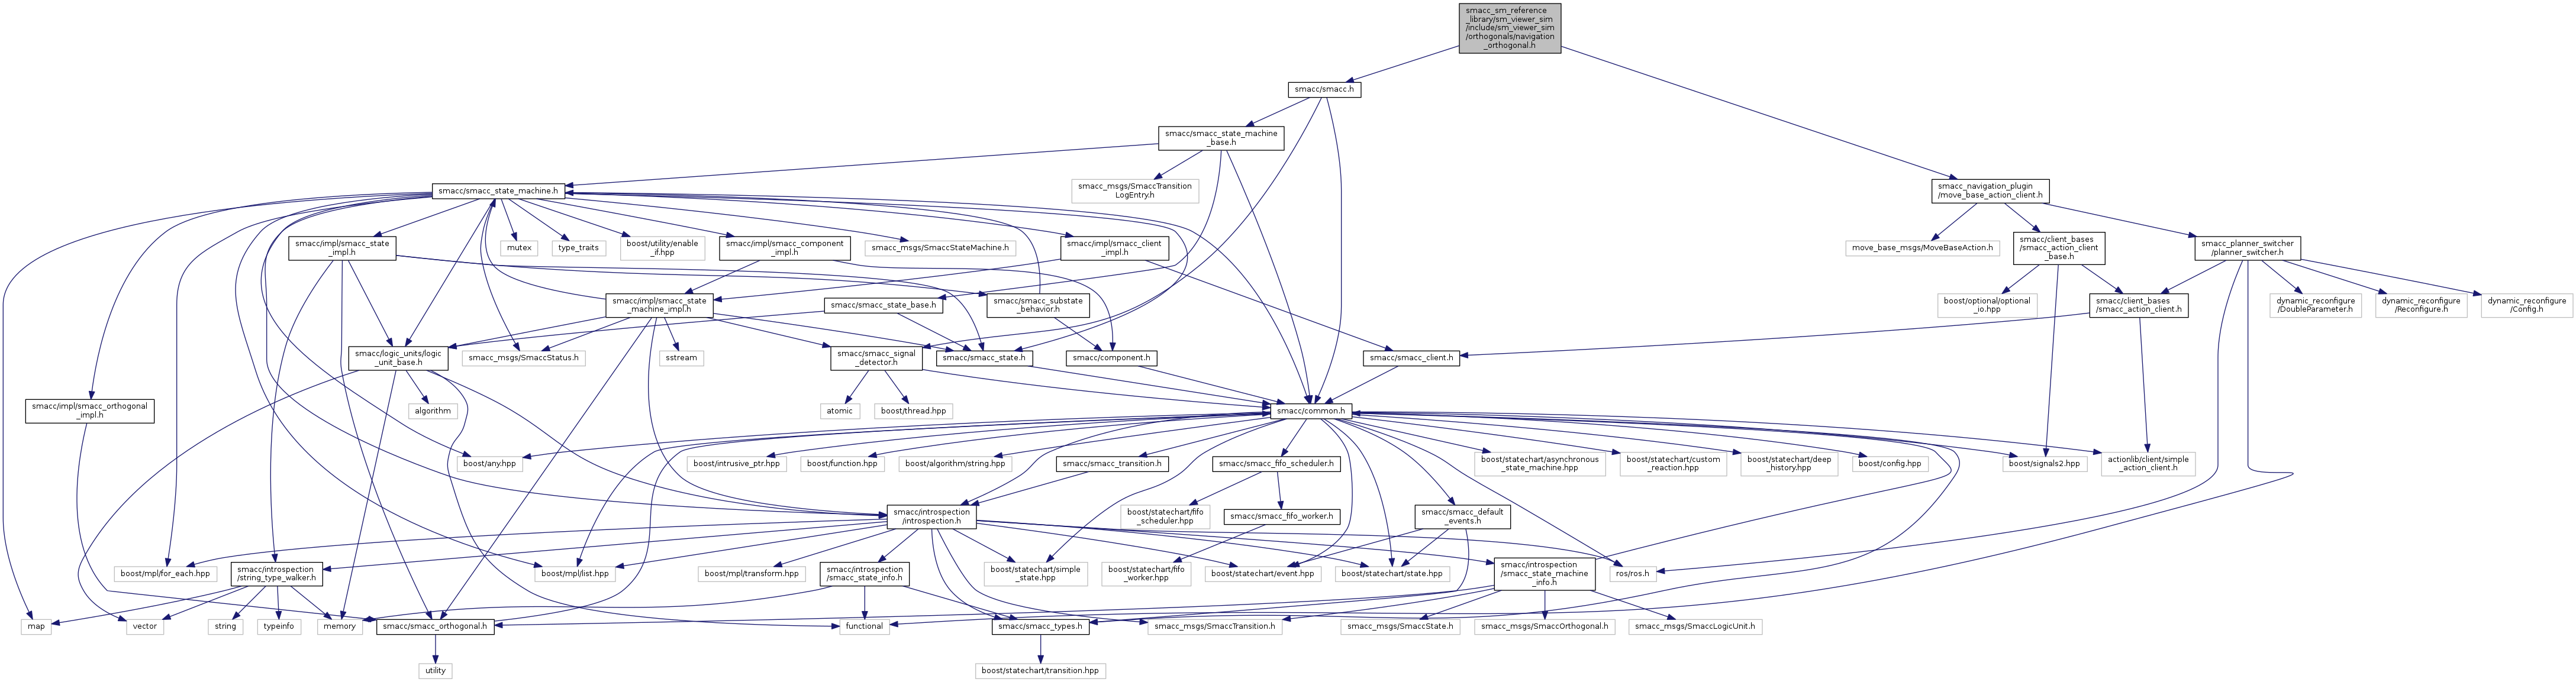 smacc_sm_reference
_library/sm_viewer_sim
/include/sm_viewer_sim
/orthogonals/navigation
_orthogonal.h
smacc/smacc.h
smacc/smacc_state_machine
_base.h
smacc/smacc_state_machine.h
smacc_msgs/SmaccTransition
LogEntry.h
smacc_navigation_plugin
/move_base_action_client.h
smacc/impl/smacc_state
_impl.h
mutex
type_traits
boost/utility/enable
_if.hpp
smacc/impl/smacc_component
_impl.h
smacc_msgs/SmaccStateMachine.h
smacc/impl/smacc_client
_impl.h
move_base_msgs/MoveBaseAction.h
smacc/client_bases
/smacc_action_client
_base.h
smacc_planner_switcher
/planner_switcher.h
smacc/impl/smacc_state
_machine_impl.h
smacc/smacc_state_base.h
smacc/smacc_substate
_behavior.h
boost/optional/optional
_io.hpp
smacc/client_bases
/smacc_action_client.h
dynamic_reconfigure
/DoubleParameter.h
dynamic_reconfigure
/Reconfigure.h
dynamic_reconfigure
/Config.h
smacc/logic_units/logic
_unit_base.h
smacc_msgs/SmaccStatus.h
sstream
smacc/smacc_signal
_detector.h
smacc/smacc_state.h
smacc/component.h
smacc/smacc_client.h
smacc/impl/smacc_orthogonal
_impl.h
algorithm
atomic
boost/thread.hpp
smacc/common.h
boost/any.hpp
boost/intrusive_ptr.hpp
boost/function.hpp
boost/algorithm/string.hpp
smacc/smacc_transition.h
smacc/smacc_fifo_scheduler.h
boost/statechart/asynchronous
_state_machine.hpp
boost/statechart/custom
_reaction.hpp
boost/statechart/deep
_history.hpp
boost/config.hpp
boost/signals2.hpp
actionlib/client/simple
_action_client.h
smacc/introspection
/introspection.h
boost/statechart/fifo
_scheduler.hpp
smacc/smacc_fifo_worker.h
smacc/smacc_default
_events.h
boost/mpl/for_each.hpp
smacc/introspection
/string_type_walker.h
boost/mpl/list.hpp
boost/mpl/transform.hpp
smacc/introspection
/smacc_state_info.h
boost/statechart/simple
_state.hpp
boost/statechart/fifo
_worker.hpp
boost/statechart/event.hpp
boost/statechart/state.hpp
smacc/introspection
/smacc_state_machine
_info.h
ros/ros.h
map
vector
string
typeinfo
memory
smacc/smacc_orthogonal.h
functional
smacc/smacc_types.h
smacc_msgs/SmaccTransition.h
smacc_msgs/SmaccState.h
smacc_msgs/SmaccOrthogonal.h
smacc_msgs/SmaccLogicUnit.h
utility
boost/statechart/transition.hpp